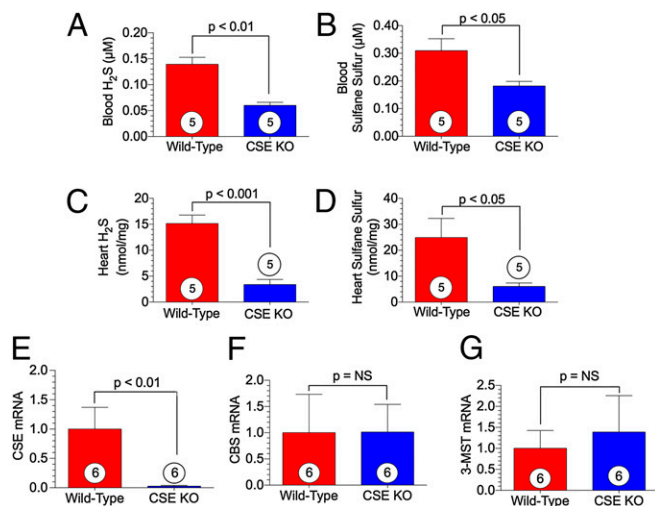 A
p < 0.01
Blood H₂S (µM)
0.20
0.15
0.10
0.05
0.00
5
5
Wild-Type
CSE KO
B
p < 0.05
Blood
Sulfane Sulfur (µM)
0.40
0.30
0.20
0.10
0.00
5
5
Wild-Type
CSE KO
C
p < 0.001
Heart H₂S
(nmol/mg)
20
15
10
5
0
5
5
Wild-Type
CSE KO
D
p < 0.05
Heart Sulfane Sulfur
(nmol/mg)
40
30
20
10
0
5
5
Wild-Type
CSE KO
E
p < 0.01
CSE mRNA
2.0
1.5
1.0
0.5
0.0
6
6
Wild-Type
CSE KO
F
p = NS
CBS mRNA
2.0
1.5
1.0
0.5
0.0
6
6
Wild-Type
CSE KO
G
p = NS
3-MST mRNA
2.5
2.0
1.5
1.0
0.5
0.0
6
6
Wild-Type
CSE KO